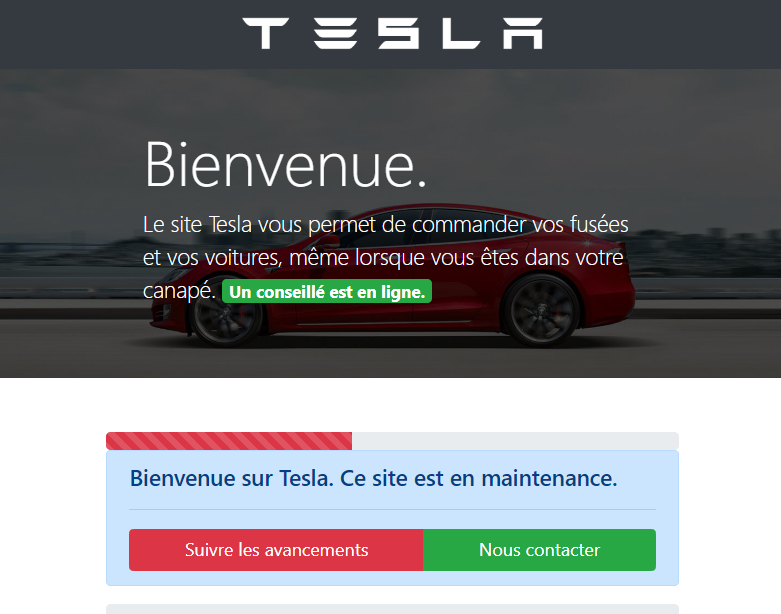 TESLA
Bienvenue.
Le site Tesla vous permet de commander vos fusées
et vos voitures, même lorsque vous êtes dans votre
canapé. Un conseillé est en ligne.
Bienvenue sur Tesla. Ce site est en maintenance.
Suivre les avancements Nous contacter